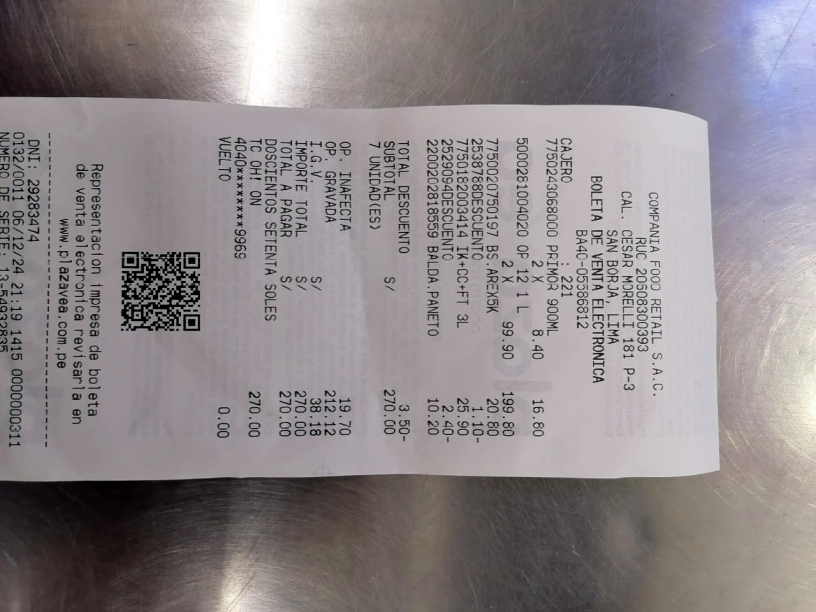 COMPANIA FOOD RETAIL S.A.C.
RUC 20608300393
CAL. CESAR MORELLI 181 P-3
SAN BORJA, LIMA
BOLETA DE VENTA ELECTRONICA
BA40-05586812
CAJERO : 221
7750243068000 PRIMOR 900ML
2 X 8.40 16.80
5000281004020 OP 12 1 L
2 X 99.90 199.80
7750020750197 BS.AREX5K 20.80
2538788DESCUENTO 1.10-
7750182003414 IK+CC+FT 3L 25.90
2529094DESCUENTO 2.40-
2200202818559 BALDA.PANETO 10.20
TOTAL DESCUENTO 3.50-
SUBTOTAL S/ 270.00
7 UNIDAD(ES)
OP. INAFECTA 19.70
OP. GRAVADA 212.12
I.G.V. S/ 38.18
IMPORTE TOTAL S/ 270.00
TOTAL A PAGAR S/ 270.00
DOSCIENTOS SETENTA SOLES
TC OH! ON 270.00
4040********9969
VUELTO 0.00
Representacion impresa de boleta
de venta electronica revisarla en
www.plazavea.com.pe
DNI: 29283474
0132/0011 06/12/24 21:19 1415 0000000311
NUMERO DE SERIE: 13-54932835